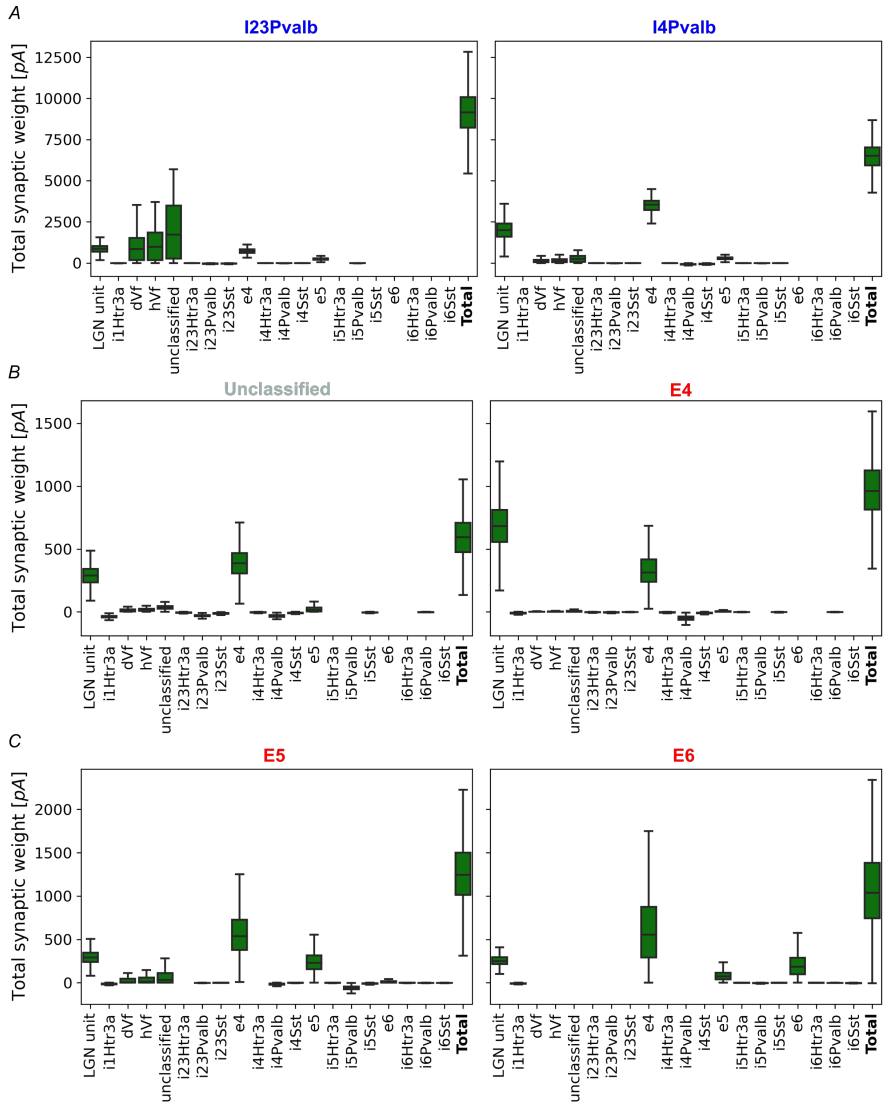 A
I23Pvalb
I4Pvalb
Total synaptic weight [pA]
12500
10000
7500
5000
2500
0
LGN unit
i1Htr3a
dVf
hVf
unclassified
i23Htr3a
i23Pvalb
i23Sst
e4
i4Htr3a
i4Pvalb
i4Sst
e5
i5Htr3a
i5Pvalb
i5Sst
e6
i6Htr3a
i6Pvalb
i6Sst
Total
LGN unit
i1Htr3a
dVf
hVf
unclassified
i23Htr3a
i23Pvalb
i23Sst
e4
i4Htr3a
i4Pvalb
i4Sst
e5
i5Htr3a
i5Pvalb
i5Sst
e6
i6Htr3a
i6Pvalb
i6Sst
Total
B
Unclassified
E4
Total synaptic weight [pA]
1500
1000
500
0
LGN unit
i1Htr3a
dVf
hVf
unclassified
i23Htr3a
i23Pvalb
i23Sst
e4
i4Htr3a
i4Pvalb
i4Sst
e5
i5Htr3a
i5Pvalb
i5Sst
e6
i6Htr3a
i6Pvalb
i6Sst
Total
LGN unit
i1Htr3a
dVf
hVf
unclassified
i23Htr3a
i23Pvalb
i23Sst
e4
i4Htr3a
i4Pvalb
i4Sst
e5
i5Htr3a
i5Pvalb
i5Sst
e6
i6Htr3a
i6Pvalb
i6Sst
Total
C
E5
E6
Total synaptic weight [pA]
2000
1500
1000
500
0
LGN unit
i1Htr3a
dVf
hVf
unclassified
i23Htr3a
i23Pvalb
i23Sst
e4
i4Htr3a
i4Pvalb
i4Sst
e5
i5Htr3a
i5Pvalb
i5Sst
e6
i6Htr3a
i6Pvalb
i6Sst
Total
LGN unit
i1Htr3a
dVf
hVf
unclassified
i23Htr3a
i23Pvalb
i23Sst
e4
i4Htr3a
i4Pvalb
i4Sst
e5
i5Htr3a
i5Pvalb
i5Sst
e6
i6Htr3a
i6Pvalb
i6Sst
Total